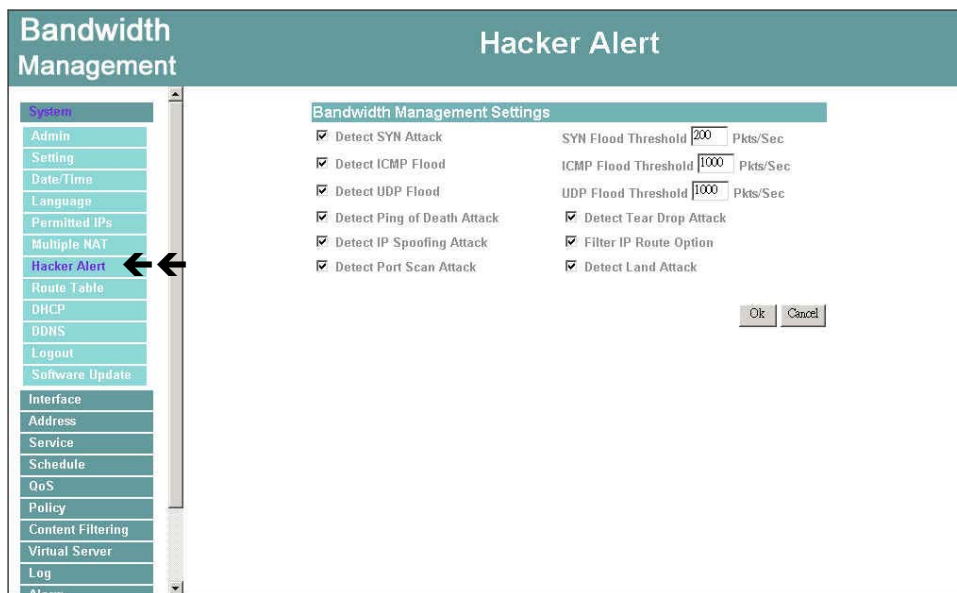 Bandwidth
Management
Hacker Alert
System
Admin
Setting
Date/Time
Language
Permitted IPs
Multiple NAT
Hacker Alert
Route Table
DHCP
DDNS
Logout
Software Update
Interface
Address
Service
Schedule
QoS
Policy
Content Filtering
Virtual Server
Log
Bandwidth Management Settings
Detect SYN Attack SYN Flood Threshold 200 Pkts/Sec
Detect ICMP Flood ICMP Flood Threshold 1000 Pkts/Sec
Detect UDP Flood UDP Flood Threshold 1000 Pkts/Sec
Detect Ping of Death Attack Detect Tear Drop Attack
Detect IP Spoofing Attack Filter IP Route Option
Detect Port Scan Attack Detect Land Attack
Ok Cancel